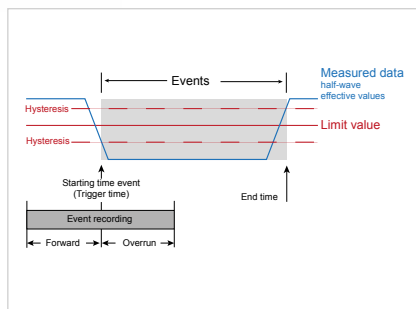 Events
Measured data
half-wave
effective values
Hysteresis
Limit value
Hysteresis
Starting time event
(Trigger time)
End time
Event recording
Forward
Overrun